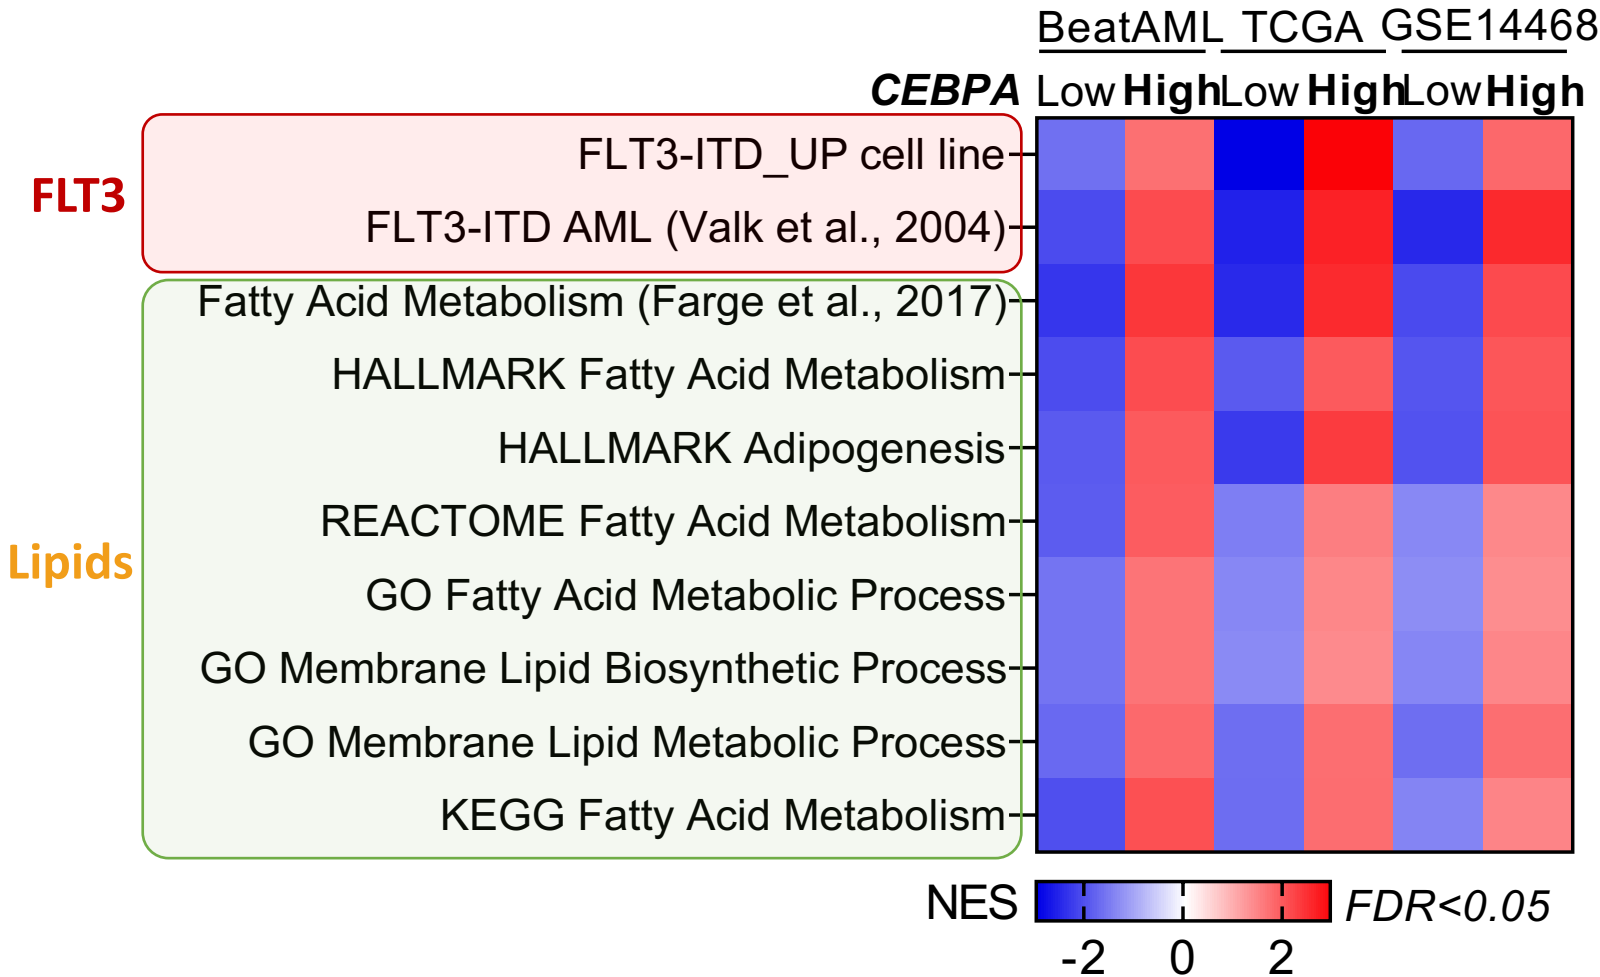 BeatAML TCGA GSE14468
CEBPA Low High Low High Low High
FLT3
FLT3-ITD_UP cell line
FLT3-ITD AML (Valk et al., 2004)
Fatty Acid Metabolism (Farge et al., 2017)
HALLMARK Fatty Acid Metabolism
HALLMARK Adipogenesis
REACTOME Fatty Acid Metabolism
Lipids
GO Fatty Acid Metabolic Process
GO Membrane Lipid Biosynthetic Process
GO Membrane Lipid Metabolic Process
KEGG Fatty Acid Metabolism
NES FDR<0.05
-2 0 2